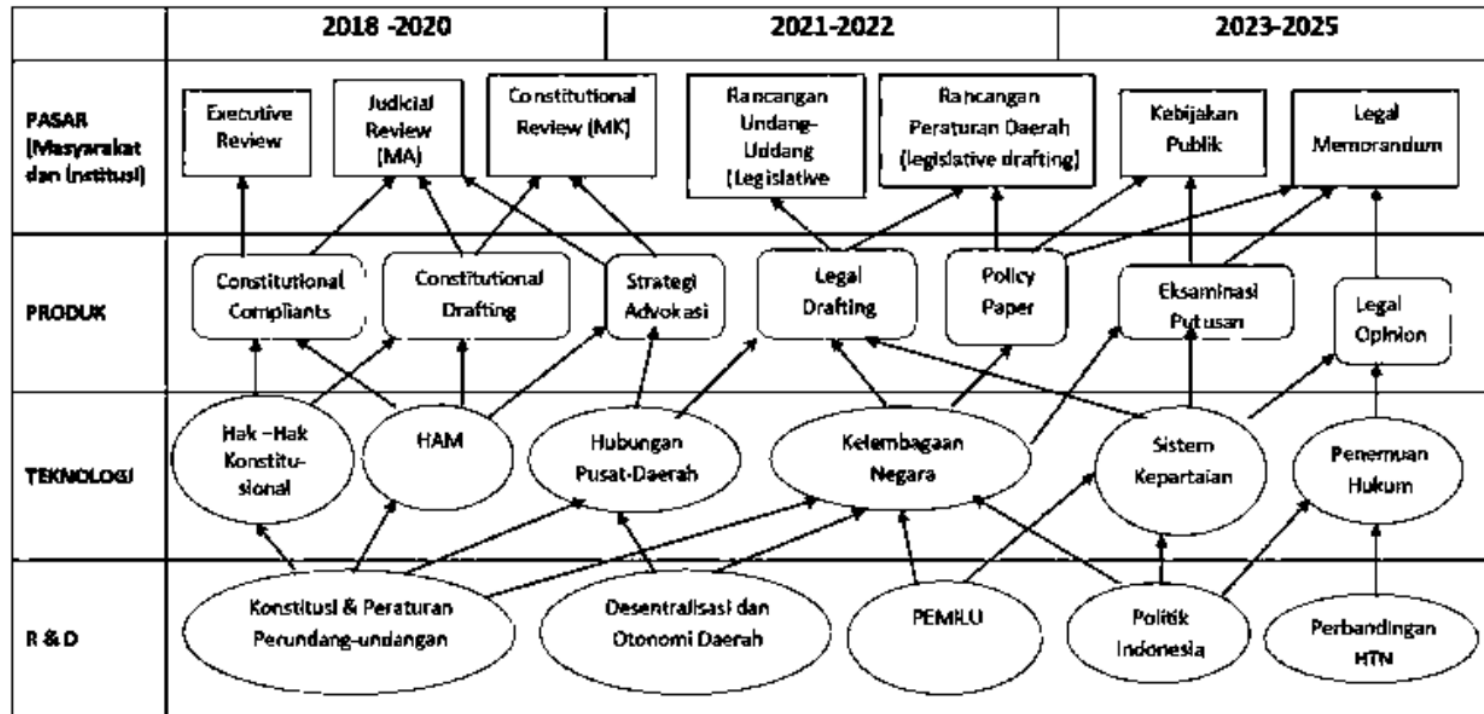 2018 -2020
2021-2022
2023-2025
PASAR
(Masyarakat
dan Institusi)
Executive
Review
Judicial
Review
(MA)
Constitutional
Review (MK)
Rancangan
Undang-
Uddang
(Legislative
Rancangan
Peraturan Daerah
(legislative drafting)
Kebijakan
Publik
Legal
Memorandum
PRODUK
Constitutional
Compliants
Constitutional
Drafting
Strategi
Advokasi
Legal
Drafting
Policy
Paper
Eksaminasi
Putusan
Legal
Opinion
TEKNOLOGI
Hak –Hak
Konstitu-
sional
HAM
Hubungan
Pusat-Daerah
Kelembagaan
Negara
Sistem
Kepartaian
Penemuan
Hukum
R & D
Konstitusi & Peraturan
Perundang-undangan
Desentralisasi dan
Otonomi Daerah
PEMILU
Politik
Indonesia
Perbandingan
HTN